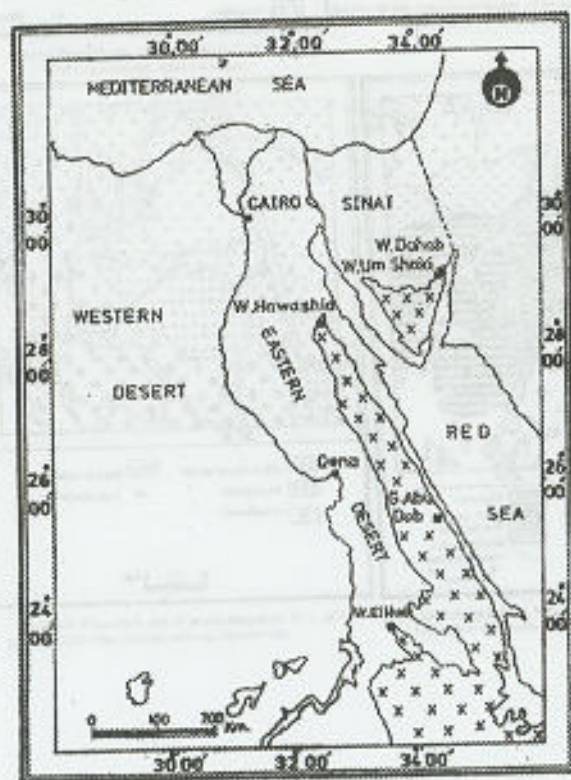 30°00' 32°00' 34°00'
MEDITERRANEAN SEA
N
CAIRO SINAI
30°00' 30°00'
W. Dahab
W. Um Shoki
W. Hawashia
WESTERN DESERT
EASTERN DESERT
28°00' 28°00'
RED SEA
Qena
26°00' 26°00'
G. Abu Dob
24°00' 24°00'
0 100 200 Km.
30°00' 32°00' 34°00'